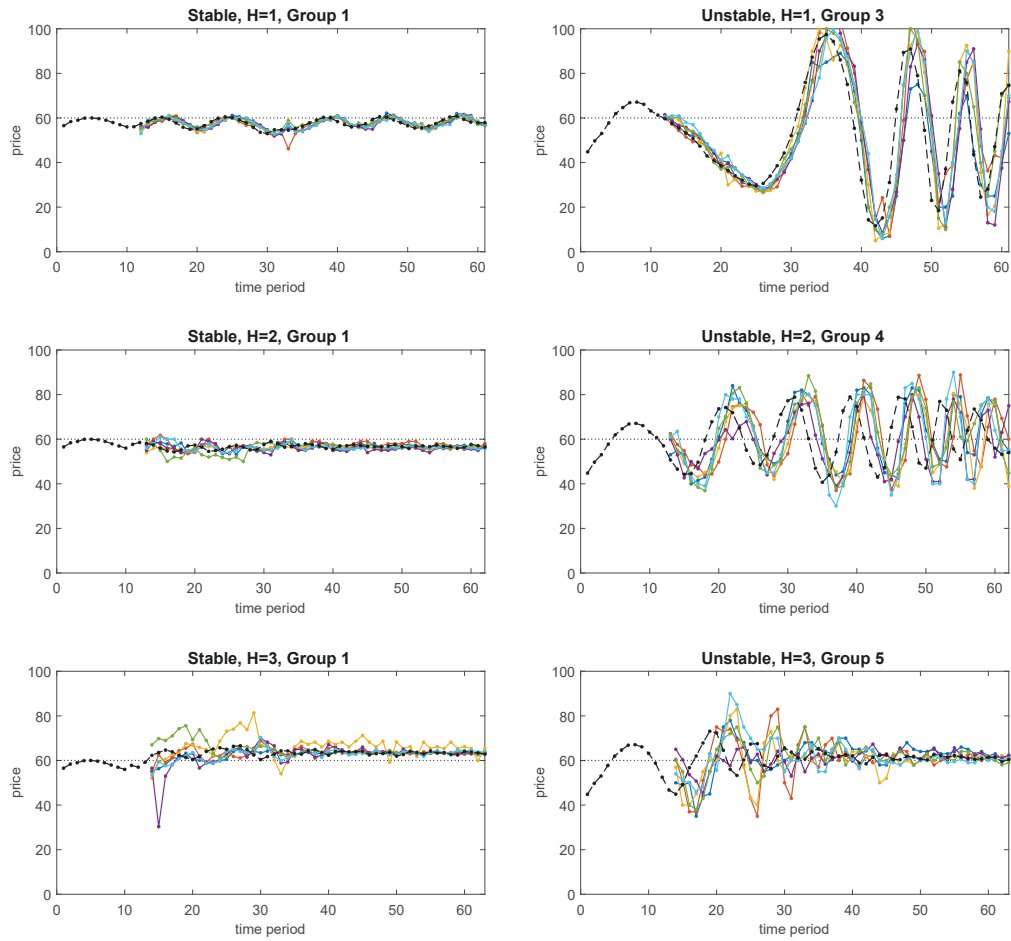 Stable, H=1, Group 1
100
80
60
40
20
0
price
0 10 20 30 40 50 60
time period
Unstable, H=1, Group 3
100
80
60
40
20
0
price
0 10 20 30 40 50 60
time period
Stable, H=2, Group 1
100
80
60
40
20
0
price
0 10 20 30 40 50 60
time period
Unstable, H=2, Group 4
100
80
60
40
20
0
price
0 10 20 30 40 50 60
time period
Stable, H=3, Group 1
100
80
60
40
20
0
price
0 10 20 30 40 50 60
time period
Unstable, H=3, Group 5
100
80
60
40
20
0
price
0 10 20 30 40 50 60
time period